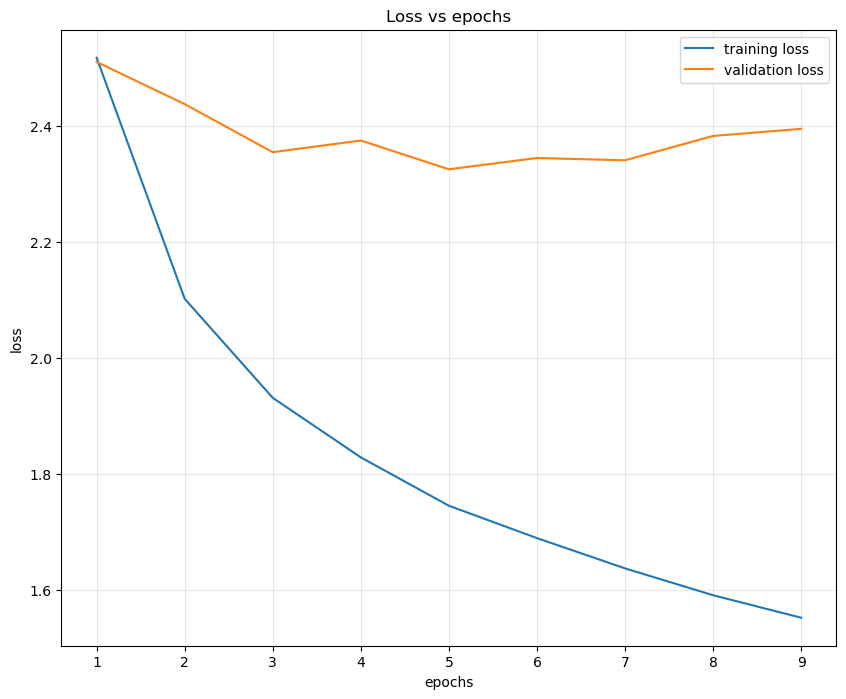 Loss vs epochs
training loss
validation loss
2.4
2.2
2.0
1.8
1.6
loss
1 2 3 4 5 6 7 8 9
epochs